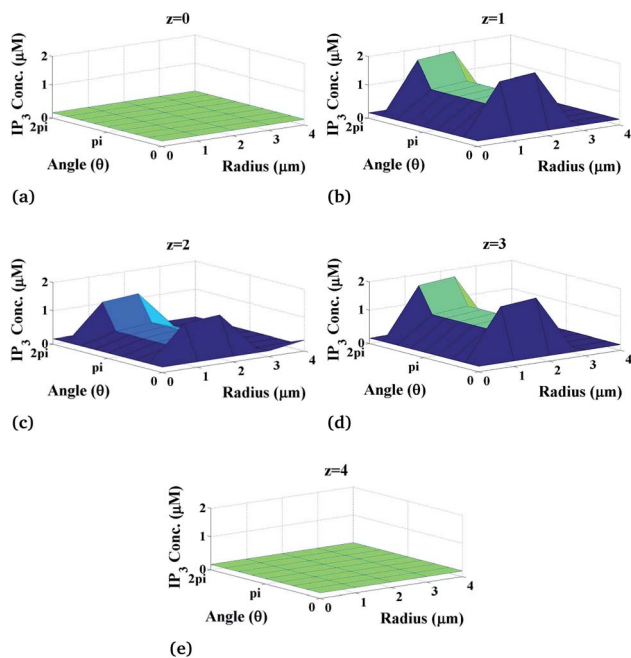 z=0
2
1
0
IP3 Conc. (μM)
2pi
pi
0
Angle (θ)
0
1
2
3
4
Radius (μm)
(a)
z=1
2
1
0
IP3 Conc. (μM)
2pi
pi
0
Angle (θ)
0
1
2
3
4
Radius (μm)
(b)
z=2
2
1
0
IP3 Conc. (μM)
2pi
pi
0
Angle (θ)
0
1
2
3
4
Radius (μm)
(c)
z=3
2
1
0
IP3 Conc. (μM)
2pi
pi
0
Angle (θ)
0
1
2
3
4
Radius (μm)
(d)
z=4
2
1
0
IP3 Conc. (μM)
2pi
pi
0
Angle (θ)
0
1
2
3
4
Radius (μm)
(e)